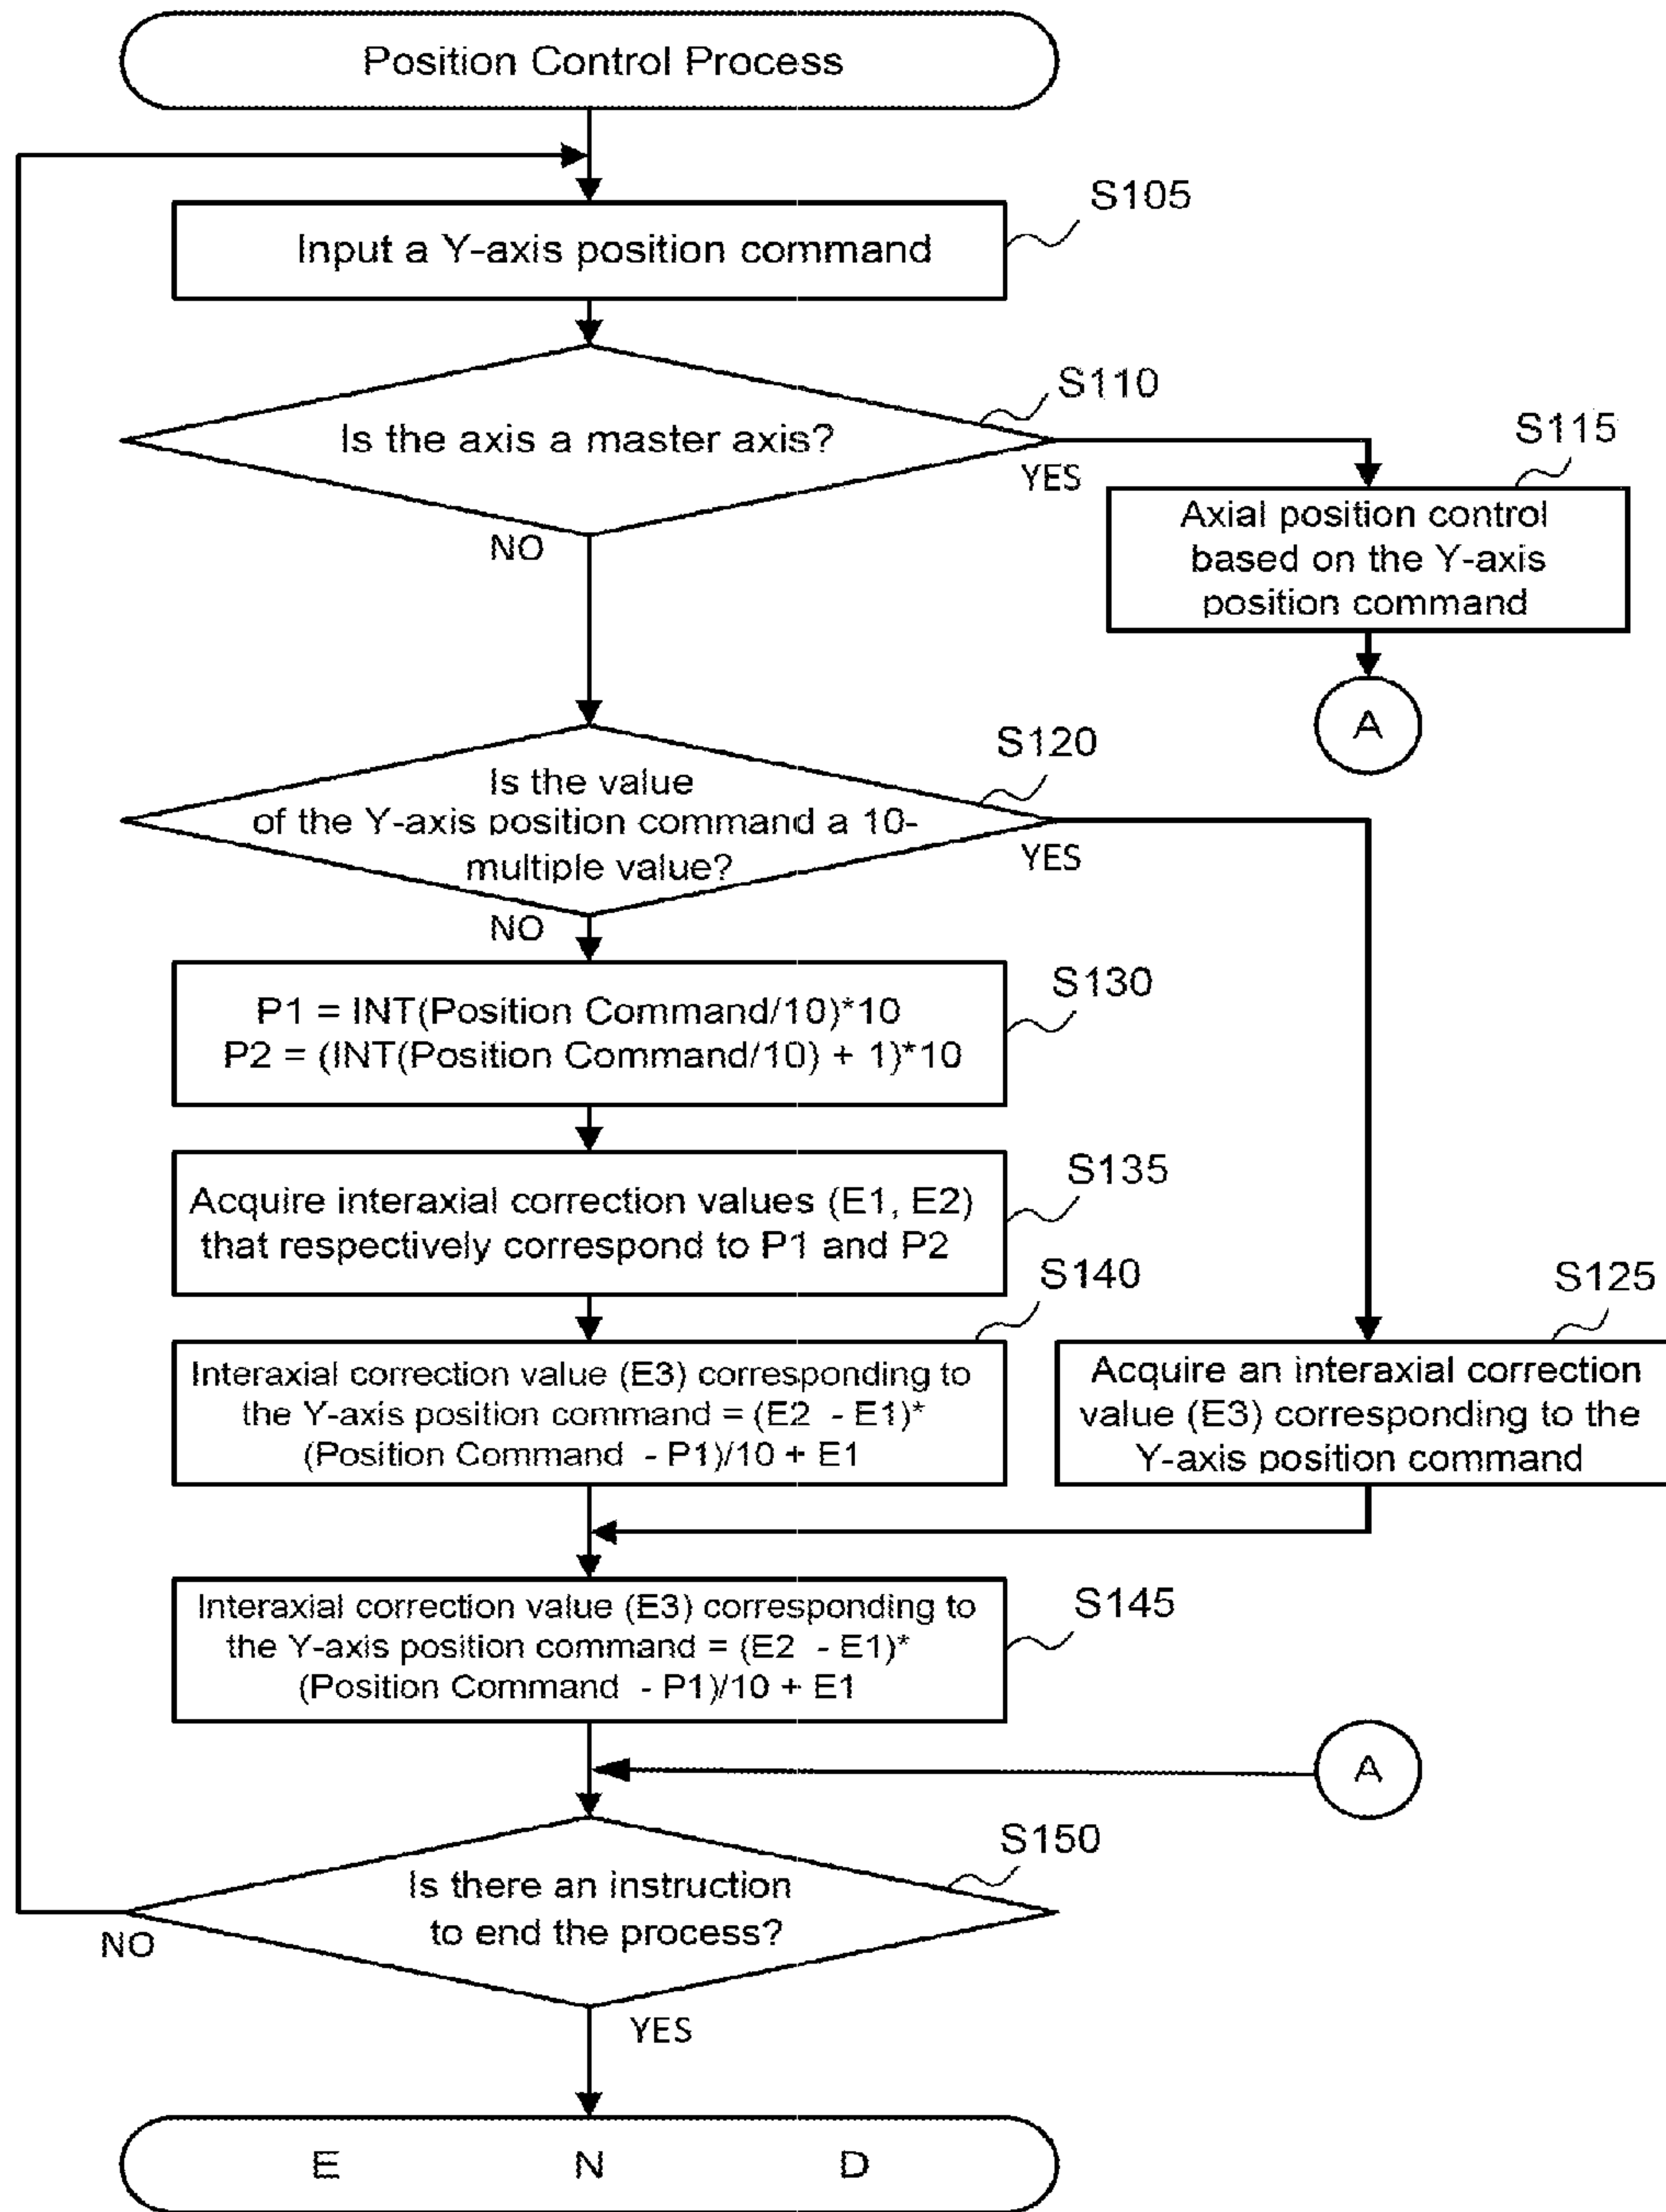 Position Control Process
S105
Input a Y-axis position command
S110
Is the axis a master axis?
YES
NO
S115
Axial position control
based on the Y-axis
position command
A
S120
Is the value
of the Y-axis position command a 10-
multiple value?
YES
NO
S130
P1 = INT(Position Command/10)*10
P2 = (INT(Position Command/10) + 1)*10
S135
Acquire interaxial correction values (E1, E2)
that respectively correspond to P1 and P2
S140
Interaxial correction value (E3) corresponding to
the Y-axis position command = (E2 - E1)*
(Position Command - P1)/10 + E1
S125
Acquire an interaxial correction
value (E3) corresponding to the
Y-axis position command
S145
Interaxial correction value (E3) corresponding to
the Y-axis position command = (E2 - E1)*
(Position Command - P1)/10 + E1
A
S150
Is there an instruction
to end the process?
NO
YES
E N D